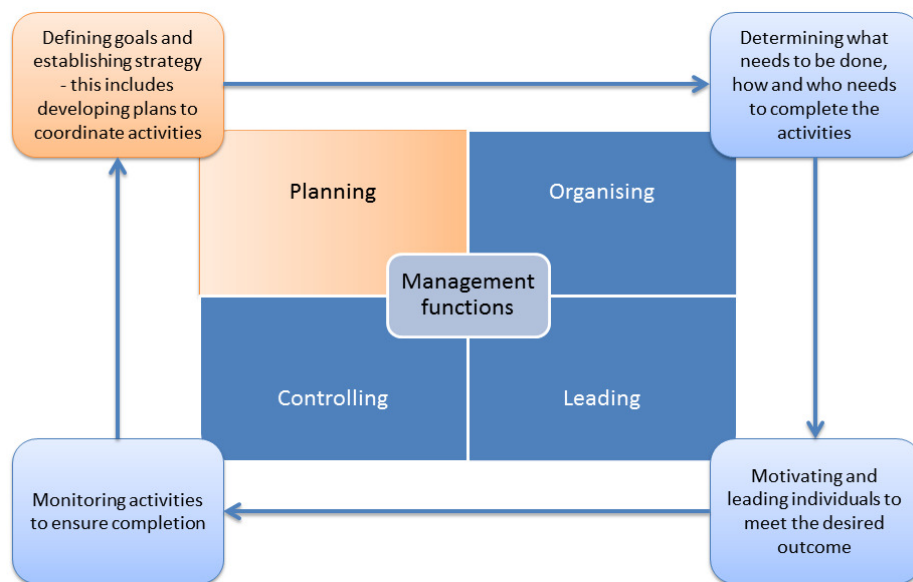 Defining goals and
establishing strategy
- this includes
developing plans to
coordinate activities
Determining what
needs to be done,
how and who needs
to complete the
activities
Planning
Organising
Management
functions
Controlling
Leading
Monitoring activities
to ensure completion
Motivating and
leading individuals to
meet the desired
outcome